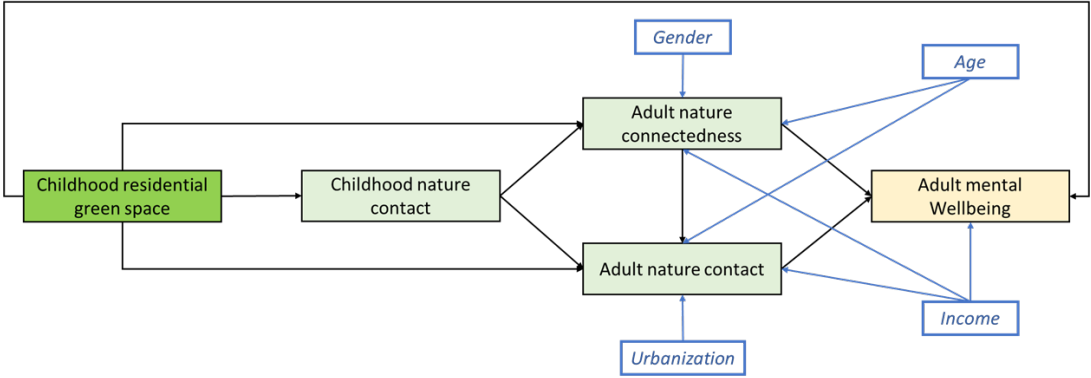 Gender
Age
Adult nature
connectedness
Childhood residential
green space
Childhood nature
contact
Adult mental
Wellbeing
Adult nature contact
Income
Urbanization